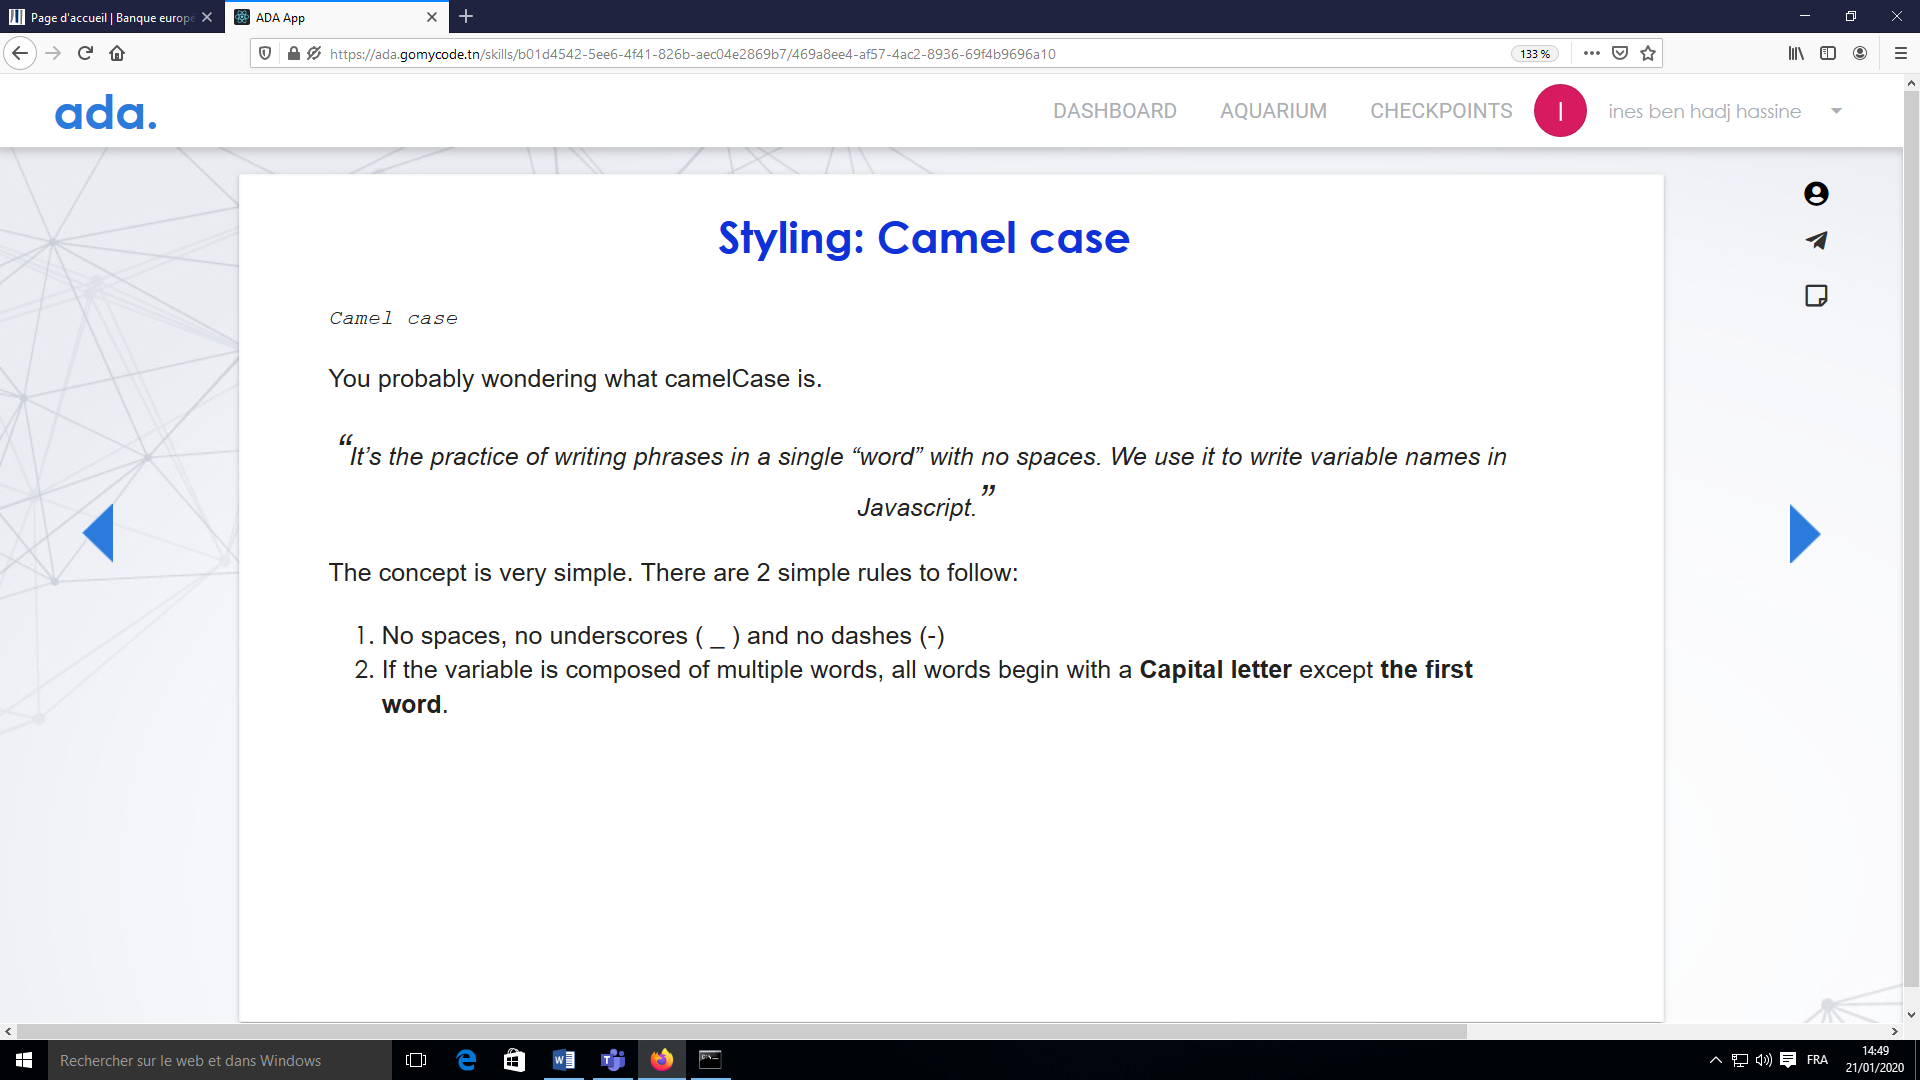 Page d'accueil | Banque europé
ADA App
https://ada.gomycode.tn/skills/b01d4542-5ee6-4f41-826b-aec04e2869b7/469a8ee4-af57-4ac2-8936-69f4b9696a10
133 %
ada.
DASHBOARD
AQUARIUM
CHECKPOINTS
I
ines ben hadj hassine
Styling: Camel case
Camel case
You probably wondering what camelCase is.
“It’s the practice of writing phrases in a single “word” with no spaces. We use it to write variable names in
Javascript.”
The concept is very simple. There are 2 simple rules to follow:
1. No spaces, no underscores ( _ ) and no dashes (-)
2. If the variable is composed of multiple words, all words begin with a Capital letter except the first
word.
Rechercher sur le web et dans Windows
FRA
14:49
21/01/2020